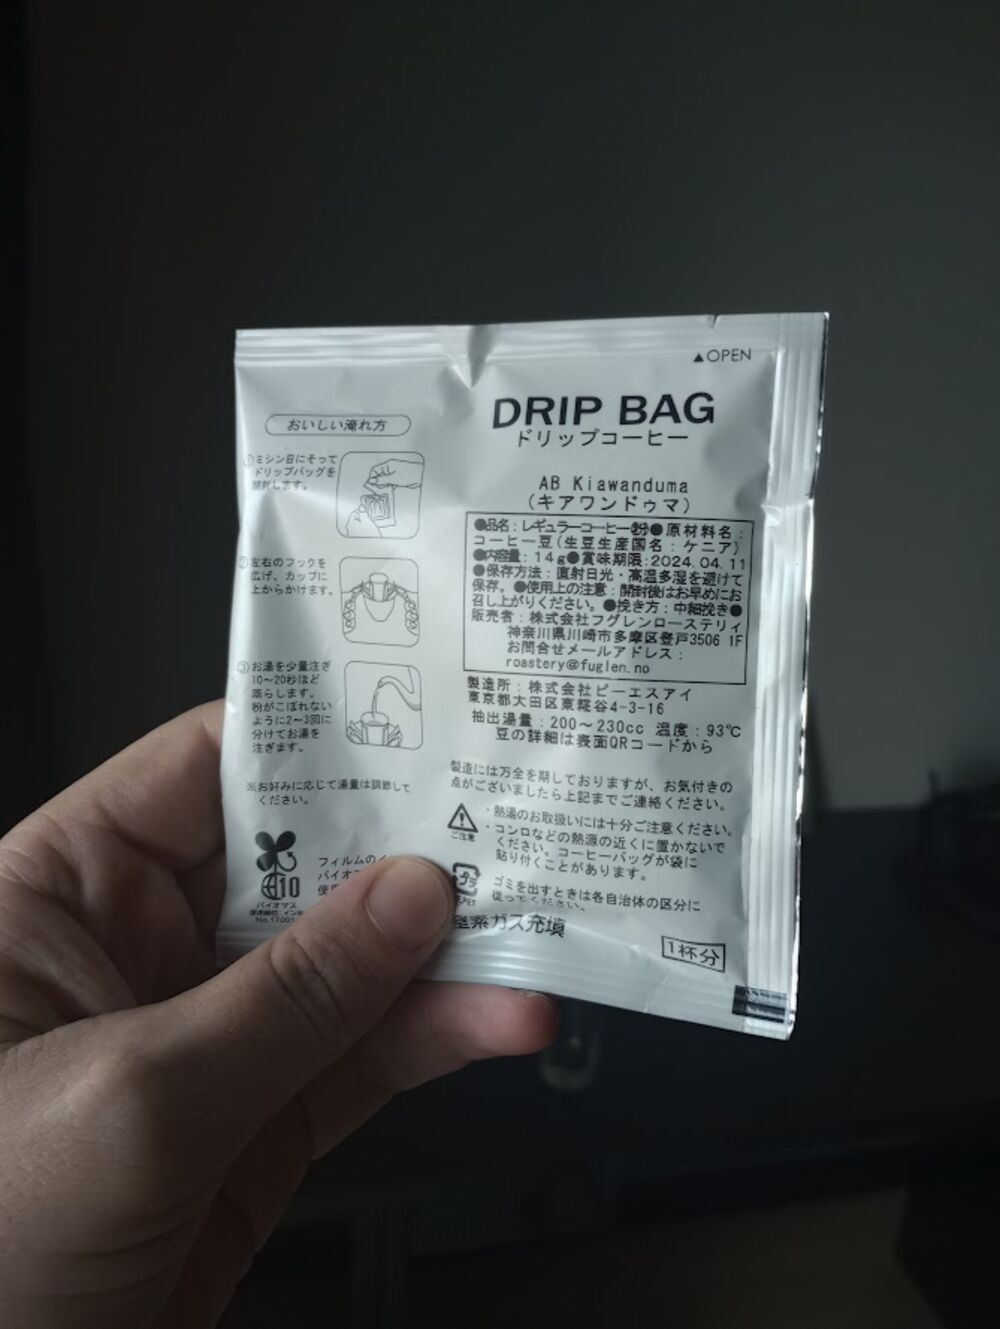 ▲OPEN
DRIP BAG
ドリップコーヒー
AB Kiawanduma
(キアワンドゥマ)
●品名：レギュラーコーヒー(粉)●原材料名：
コーヒー豆(生豆生産国名：ケニア)
●内容量：14g●賞味期限:2024.04.11
●保存方法：直射日光・高温多湿を避けて
保存。●使用上の注意：開封後はお早めにお
召し上がりください。●挽き方：中細挽き●
販売者：株式会社フグレンローステリィ
神奈川県川崎市多摩区登戸3506 1F
お問合せメールアドレス：
roastery@fuglen.no
製造所：株式会社ピーエスアイ
東京都大田区東糀谷4-3-16
抽出湯量：200～230cc 温度：93℃
豆の詳細は表面QRコードから
製造には万全を期しておりますが、お気付きの
点がございましたら上記までご連絡ください。
ご注意
・熱湯のお取扱いには十分ご注意ください。
・コンロなどの熱源の近くに置かないで
ください。コーヒーバッグが袋に
貼り付くことがあります。
プラ
ゴミを出すときは各自治体の区分に
従ってください。
素ガス充填
1杯分
おいしい淹れ方
①ミシン目にそって
ドリップバッグを
開封します。
②左右のフックを
広げ、カップに
上からかけます。
③お湯を少量注ぎ
10～20秒ほど
蒸らします。
粉がこぼれない
ように2～3回に
分けてお湯を
注ぎます。
※お好みに応じて湯量は調節して
ください。
10
バイオマス
フィルムの
バイオ